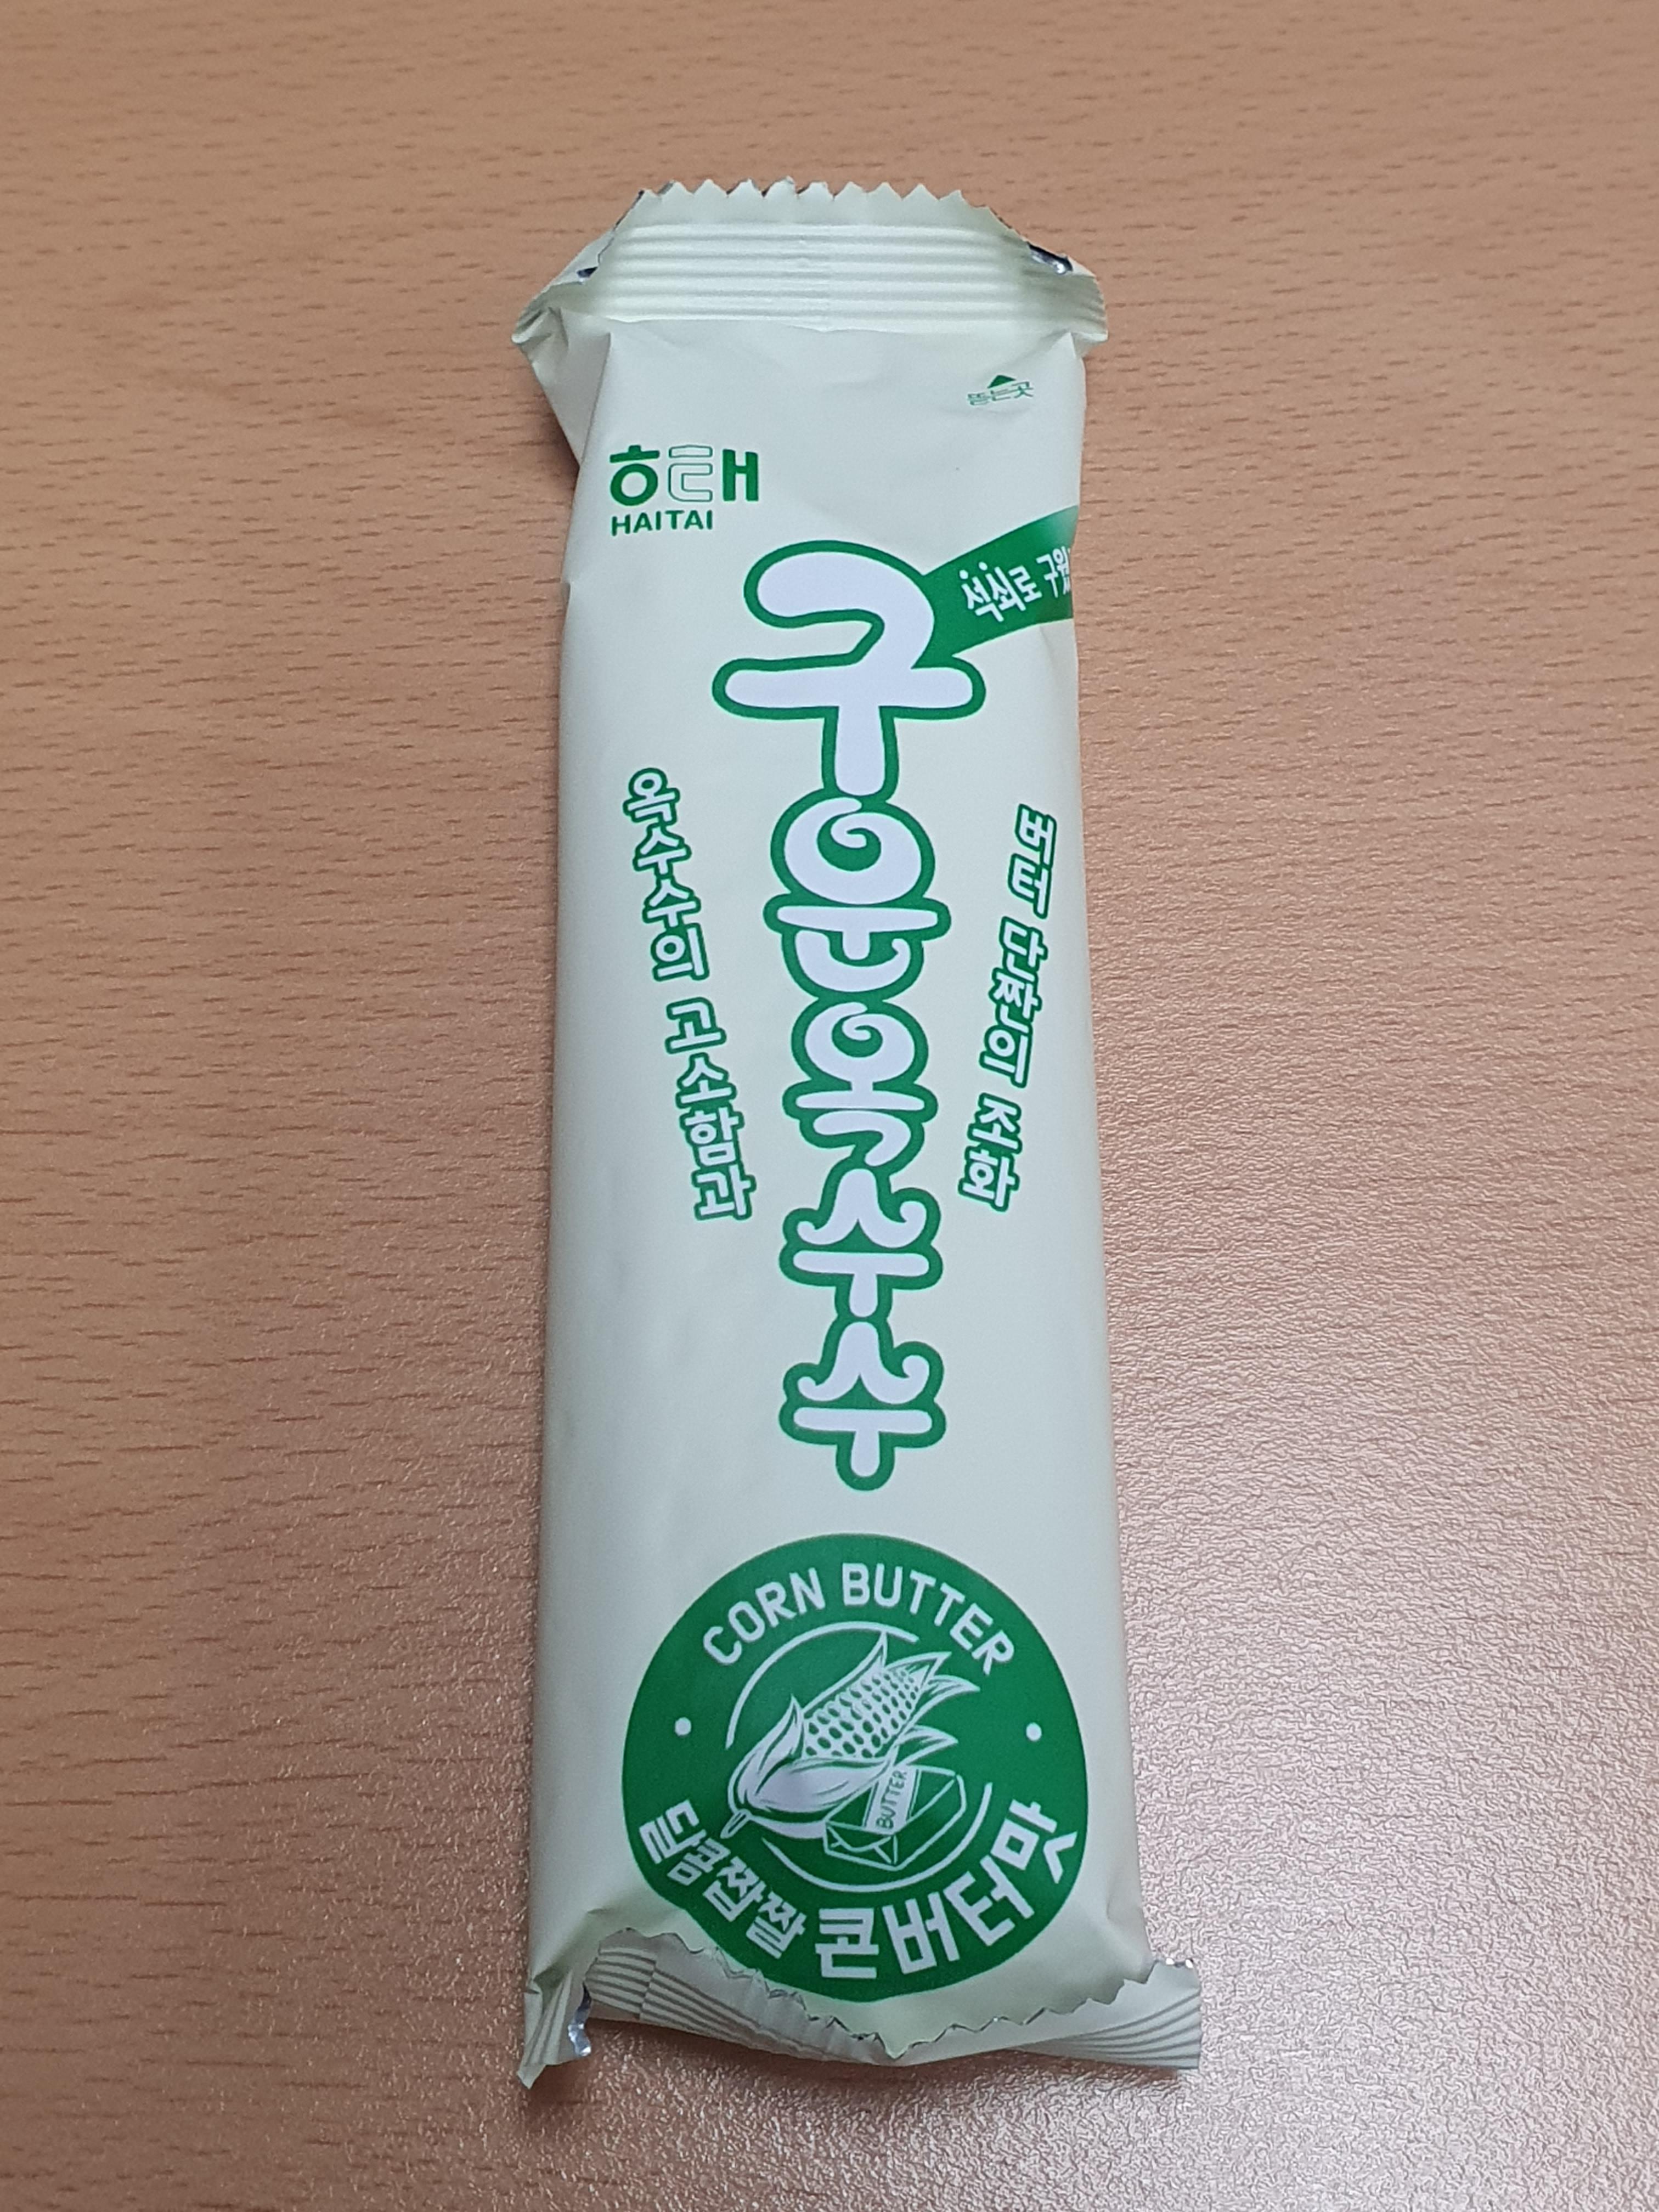 뜯는곳
해태
HAITAI
석쇠로
구운옥수수
옥수수의 고소함과
버터 단짠의 조화
CORN BUTTER
BUTTER
달콤짭짤 콘버터맛